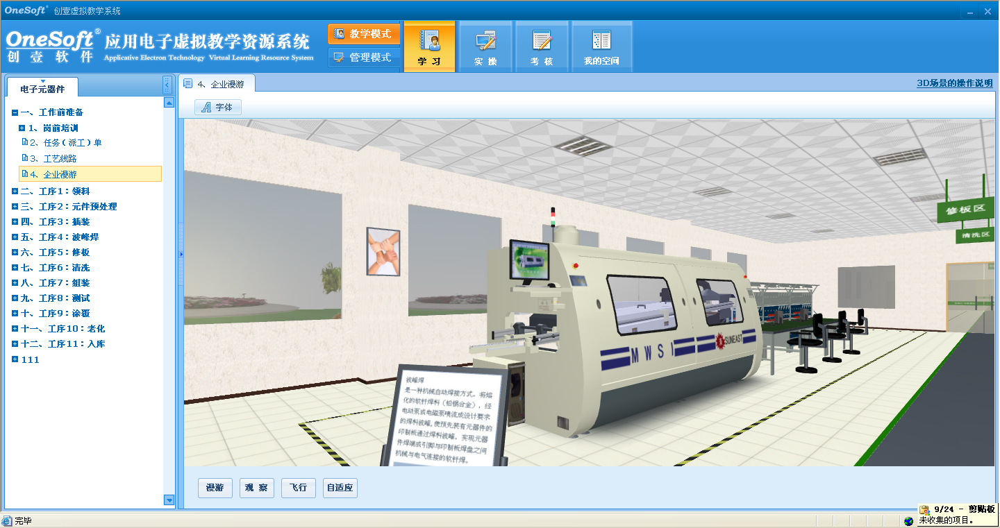 OneSoft® 创壹虚拟教学系统
OneSoft®
创壹软件
应用电子虚拟教学资源系统
Applicative Electron Technology Virtual Learning Resource System
教学模式
管理模式
学习
实操
考核
我的空间
电子元器件
4、企业漫游
3D场景的操作说明
字体
一、工作前准备
1、岗前培训
2、任务（派工）单
3、工艺线路
4、企业漫游
二、工序1：领料
三、工序2：元件预处理
四、工序3：插装
五、工序4：波峰焊
六、工序5：修板
七、工序6：清洗
八、工序7：组装
九、工序8：测试
十、工序9：涂覆
十一、工序10：老化
十二、工序11：入库
111
修板区
清洗区
MWSI
SUNEAST
波峰焊
是一种机械自动焊接方式。将熔
化的软钎焊料（铅锡合金），经
电动泵或电磁泵喷流成设计要求
的焊料波峰，使预先装有元器件的
印制板通过焊料波峰，实现元器
件焊端或引脚与印制板焊盘之间
机械与电气连接的软钎焊。
漫游
观察
飞行
自适应
完毕
9/24 - 剪贴板
未收集的项目。